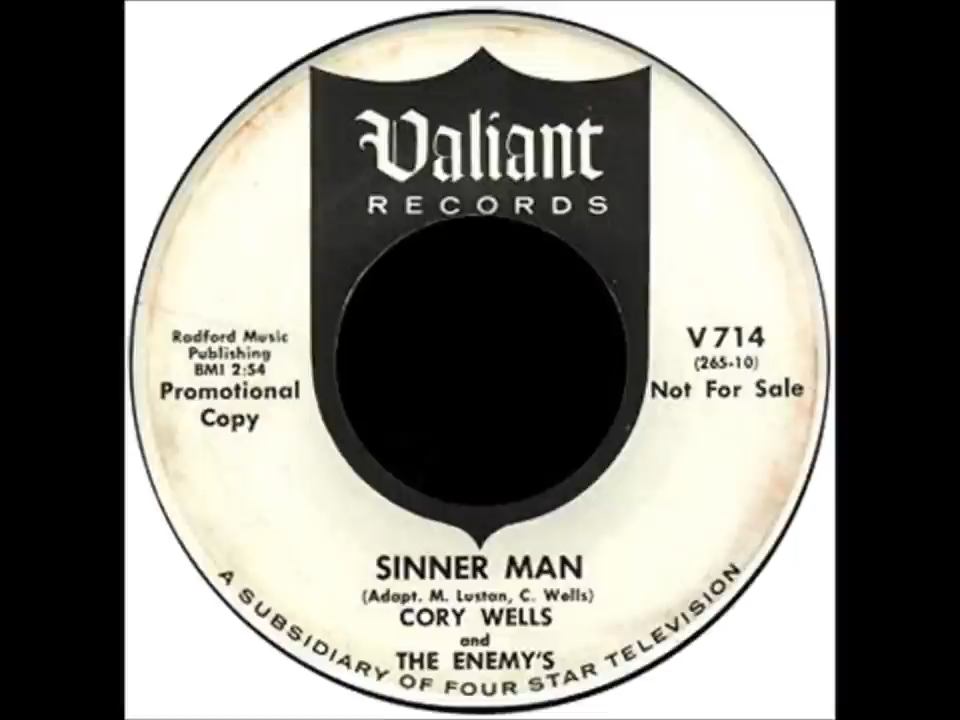 Valiant
RECORDS
Radford Music
Publishing
BMI 2:54
Promotional
Copy
V 714
(265-10)
Not For Sale
SINNER MAN
(Adapt. M. Lustan, C. Wells)
CORY WELLS
and
THE ENEMY'S
A SUBSIDIARY OF FOUR STAR TELEVISION